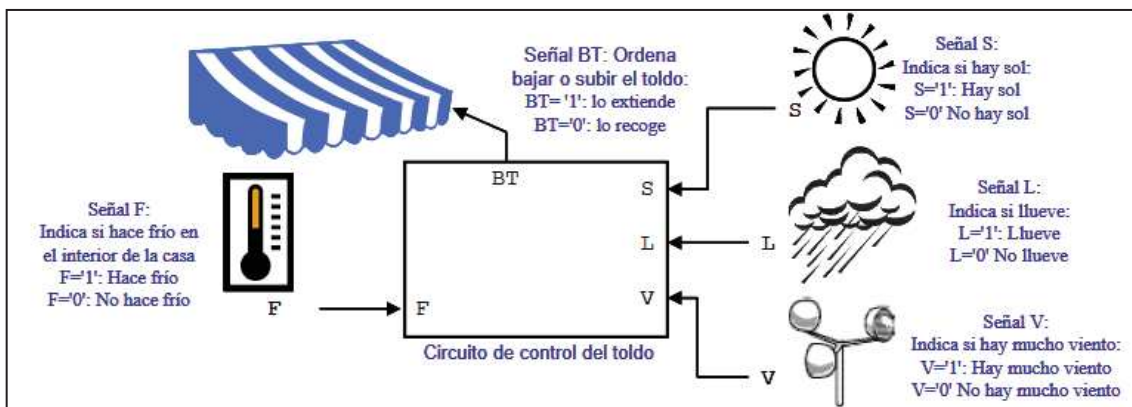 Señal BT: Ordena
bajar o subir el toldo:
BT= '1': lo extiende
BT='0': lo recoge
Señal S:
Indica si hay sol:
S='1': Hay sol
S='0' No hay sol
S
BT
S
Señal F:
Indica si hace frío en
el interior de la casa
F='1': Hace frío
F='0': No hace frío
F
F
L
L
Señal L:
Indica si llueve:
L='1': Llueve
L='0' No llueve
V
Circuito de control del toldo
V
Señal V:
Indica si hay mucho viento:
V='1': Hay mucho viento
V='0' No hay mucho viento